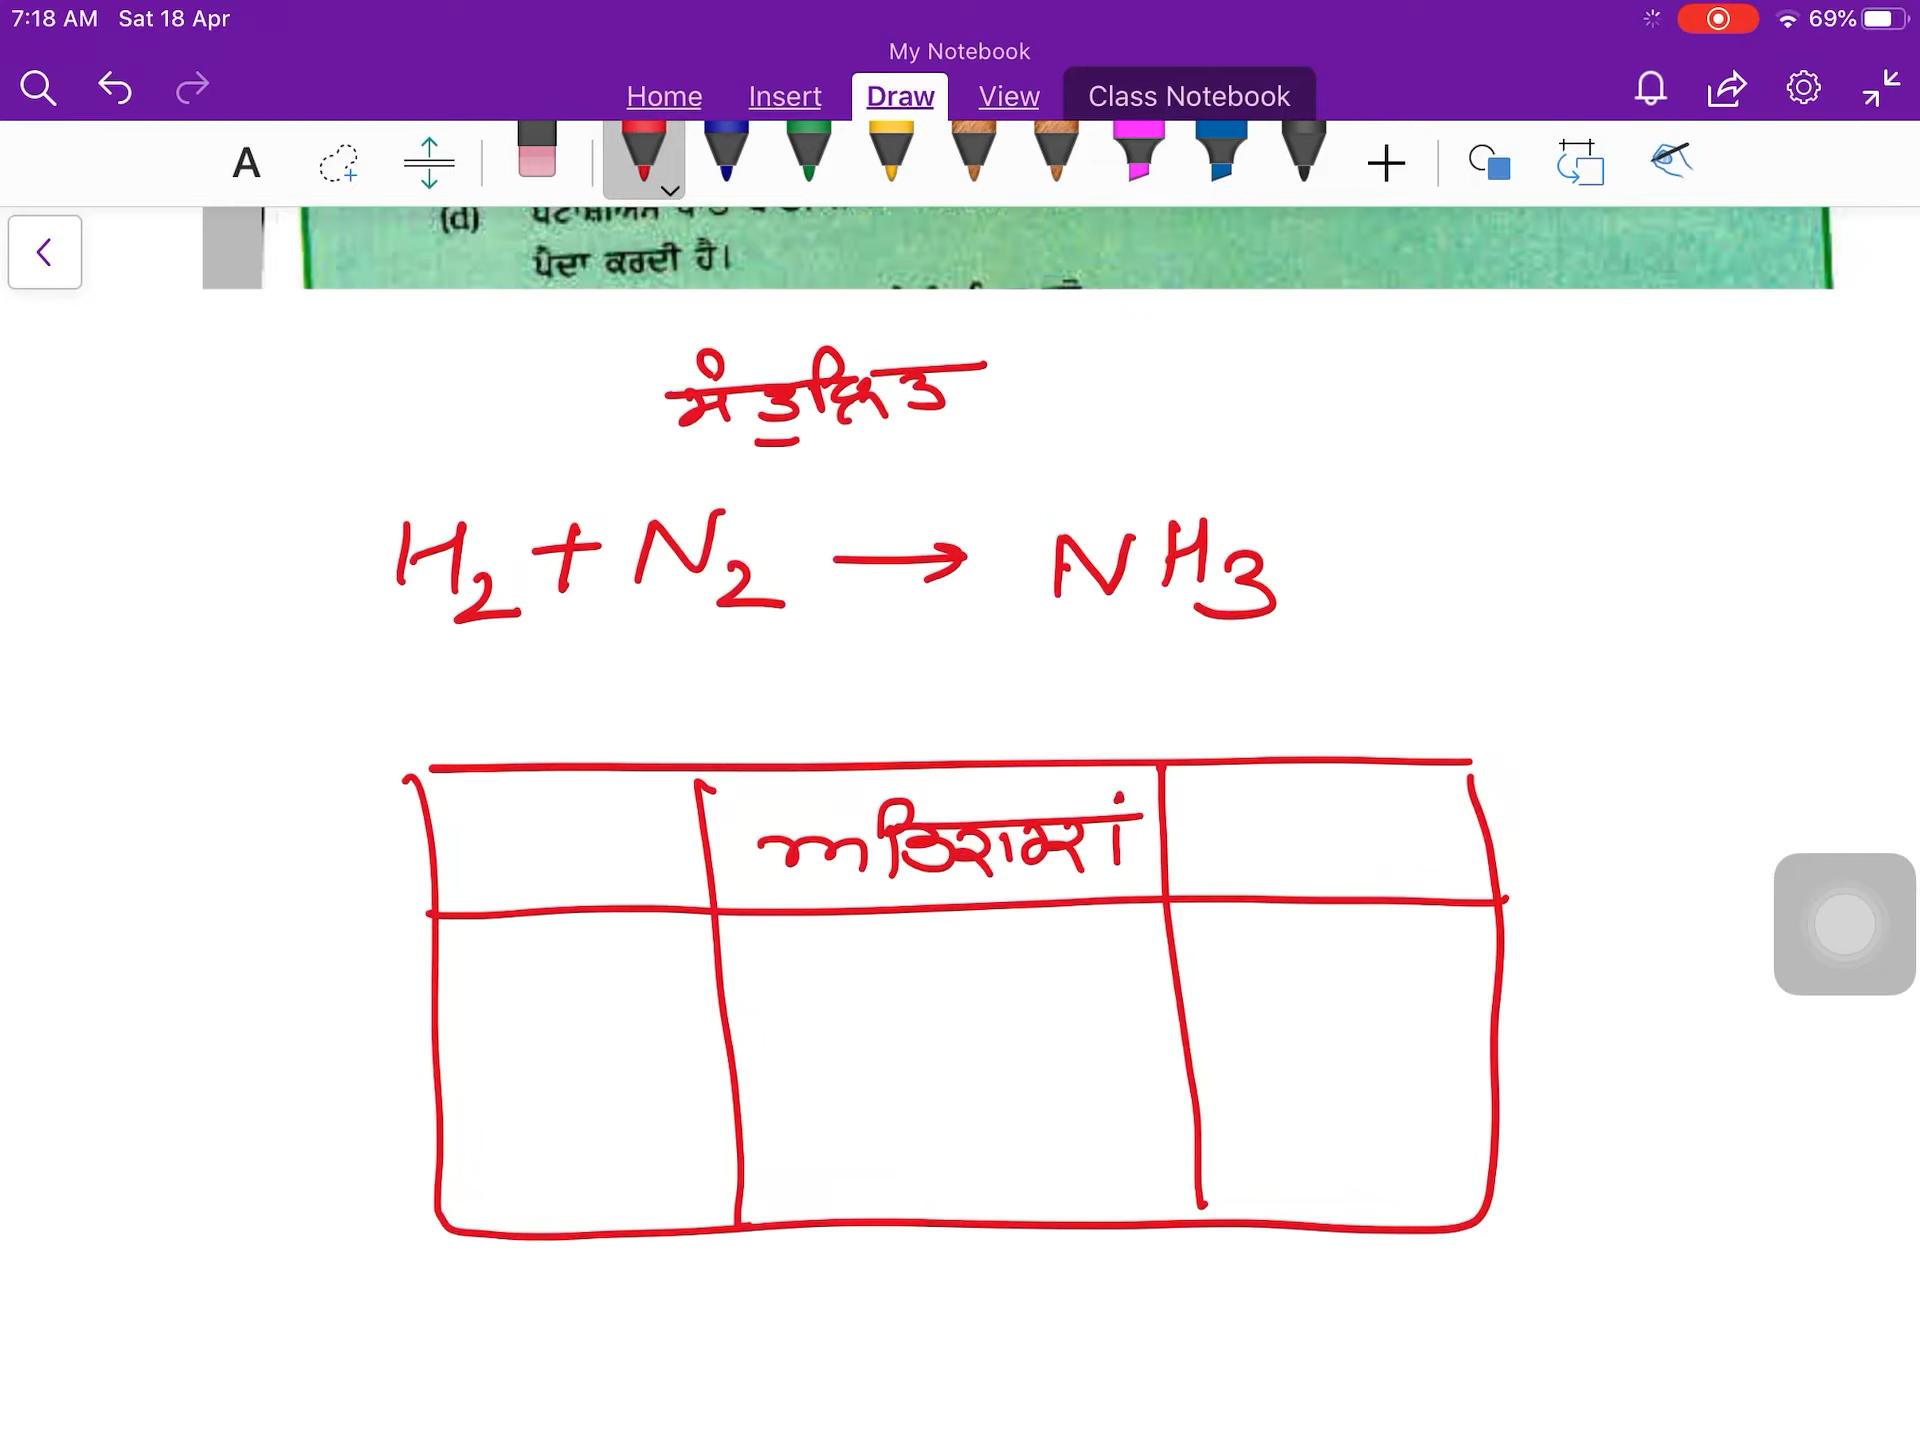 7:18 AM Sat 18 Apr
69%
My Notebook
Home Insert Draw View Class Notebook
A
(d)
ਪੈਦਾ ਕਰਦੀ ਹੈ।
ਸੰਤੁਲਿਤ
H₂ + N₂ → NH₃
ਅਭਿਕਾਰਕਾਂ